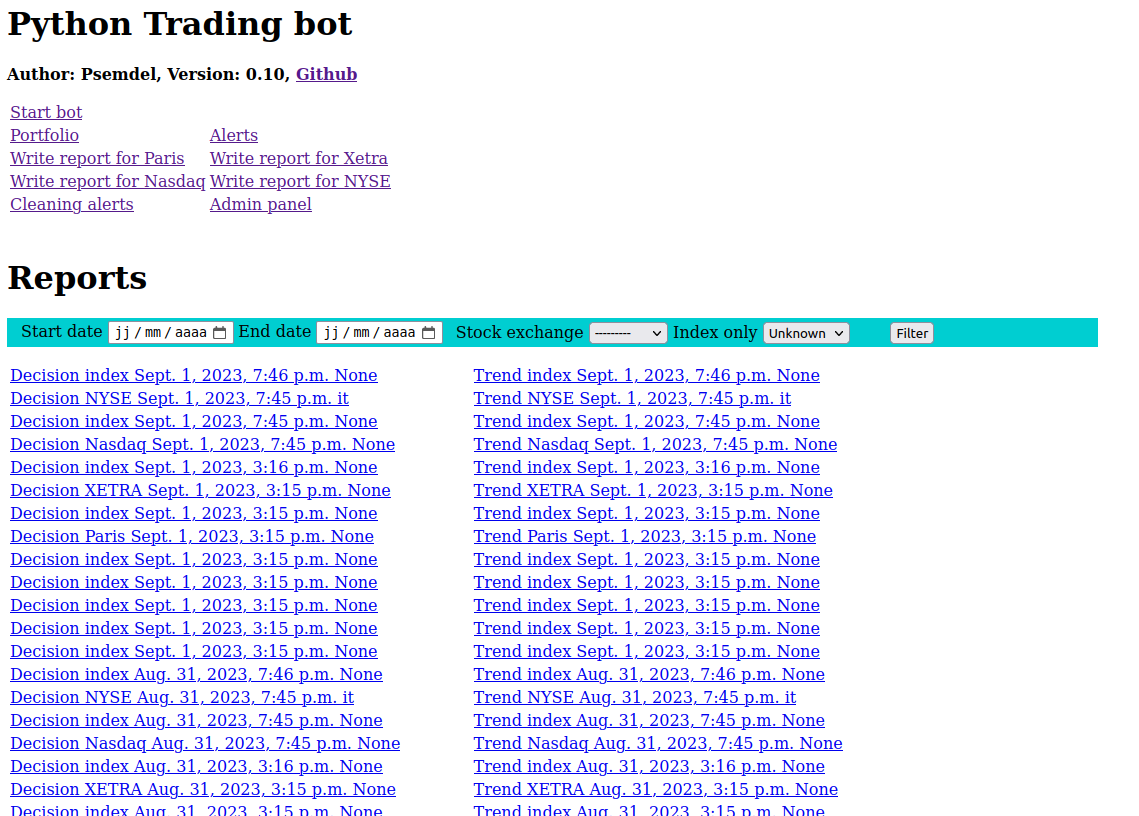 Python Trading bot
Author: Psemdel, Version: 0.10, Github
Start bot
Portfolio Alerts
Write report for Paris Write report for Xetra
Write report for Nasdaq Write report for NYSE
Cleaning alerts Admin panel
Reports
Start date jj/mm/aaaa End date jj/mm/aaaa Stock exchange --------- Index only Unknown Filter
Decision index Sept. 1, 2023, 7:46 p.m. None Trend index Sept. 1, 2023, 7:46 p.m. None
Decision NYSE Sept. 1, 2023, 7:45 p.m. it Trend NYSE Sept. 1, 2023, 7:45 p.m. it
Decision index Sept. 1, 2023, 7:45 p.m. None Trend index Sept. 1, 2023, 7:45 p.m. None
Decision Nasdaq Sept. 1, 2023, 7:45 p.m. None Trend Nasdaq Sept. 1, 2023, 7:45 p.m. None
Decision index Sept. 1, 2023, 3:16 p.m. None Trend index Sept. 1, 2023, 3:16 p.m. None
Decision XETRA Sept. 1, 2023, 3:15 p.m. None Trend XETRA Sept. 1, 2023, 3:15 p.m. None
Decision index Sept. 1, 2023, 3:15 p.m. None Trend index Sept. 1, 2023, 3:15 p.m. None
Decision Paris Sept. 1, 2023, 3:15 p.m. None Trend Paris Sept. 1, 2023, 3:15 p.m. None
Decision index Sept. 1, 2023, 3:15 p.m. None Trend index Sept. 1, 2023, 3:15 p.m. None
Decision index Sept. 1, 2023, 3:15 p.m. None Trend index Sept. 1, 2023, 3:15 p.m. None
Decision index Sept. 1, 2023, 3:15 p.m. None Trend index Sept. 1, 2023, 3:15 p.m. None
Decision index Sept. 1, 2023, 3:15 p.m. None Trend index Sept. 1, 2023, 3:15 p.m. None
Decision index Sept. 1, 2023, 3:15 p.m. None Trend index Sept. 1, 2023, 3:15 p.m. None
Decision index Aug. 31, 2023, 7:46 p.m. None Trend index Aug. 31, 2023, 7:46 p.m. None
Decision NYSE Aug. 31, 2023, 7:45 p.m. it Trend NYSE Aug. 31, 2023, 7:45 p.m. it
Decision index Aug. 31, 2023, 7:45 p.m. None Trend index Aug. 31, 2023, 7:45 p.m. None
Decision Nasdaq Aug. 31, 2023, 7:45 p.m. None Trend Nasdaq Aug. 31, 2023, 7:45 p.m. None
Decision index Aug. 31, 2023, 3:16 p.m. None Trend index Aug. 31, 2023, 3:16 p.m. None
Decision XETRA Aug. 31, 2023, 3:15 p.m. None Trend XETRA Aug. 31, 2023, 3:15 p.m. None
Decision index Aug. 31, 2023, 3:15 p.m. None Trend index Aug. 31, 2023, 3:15 p.m. None